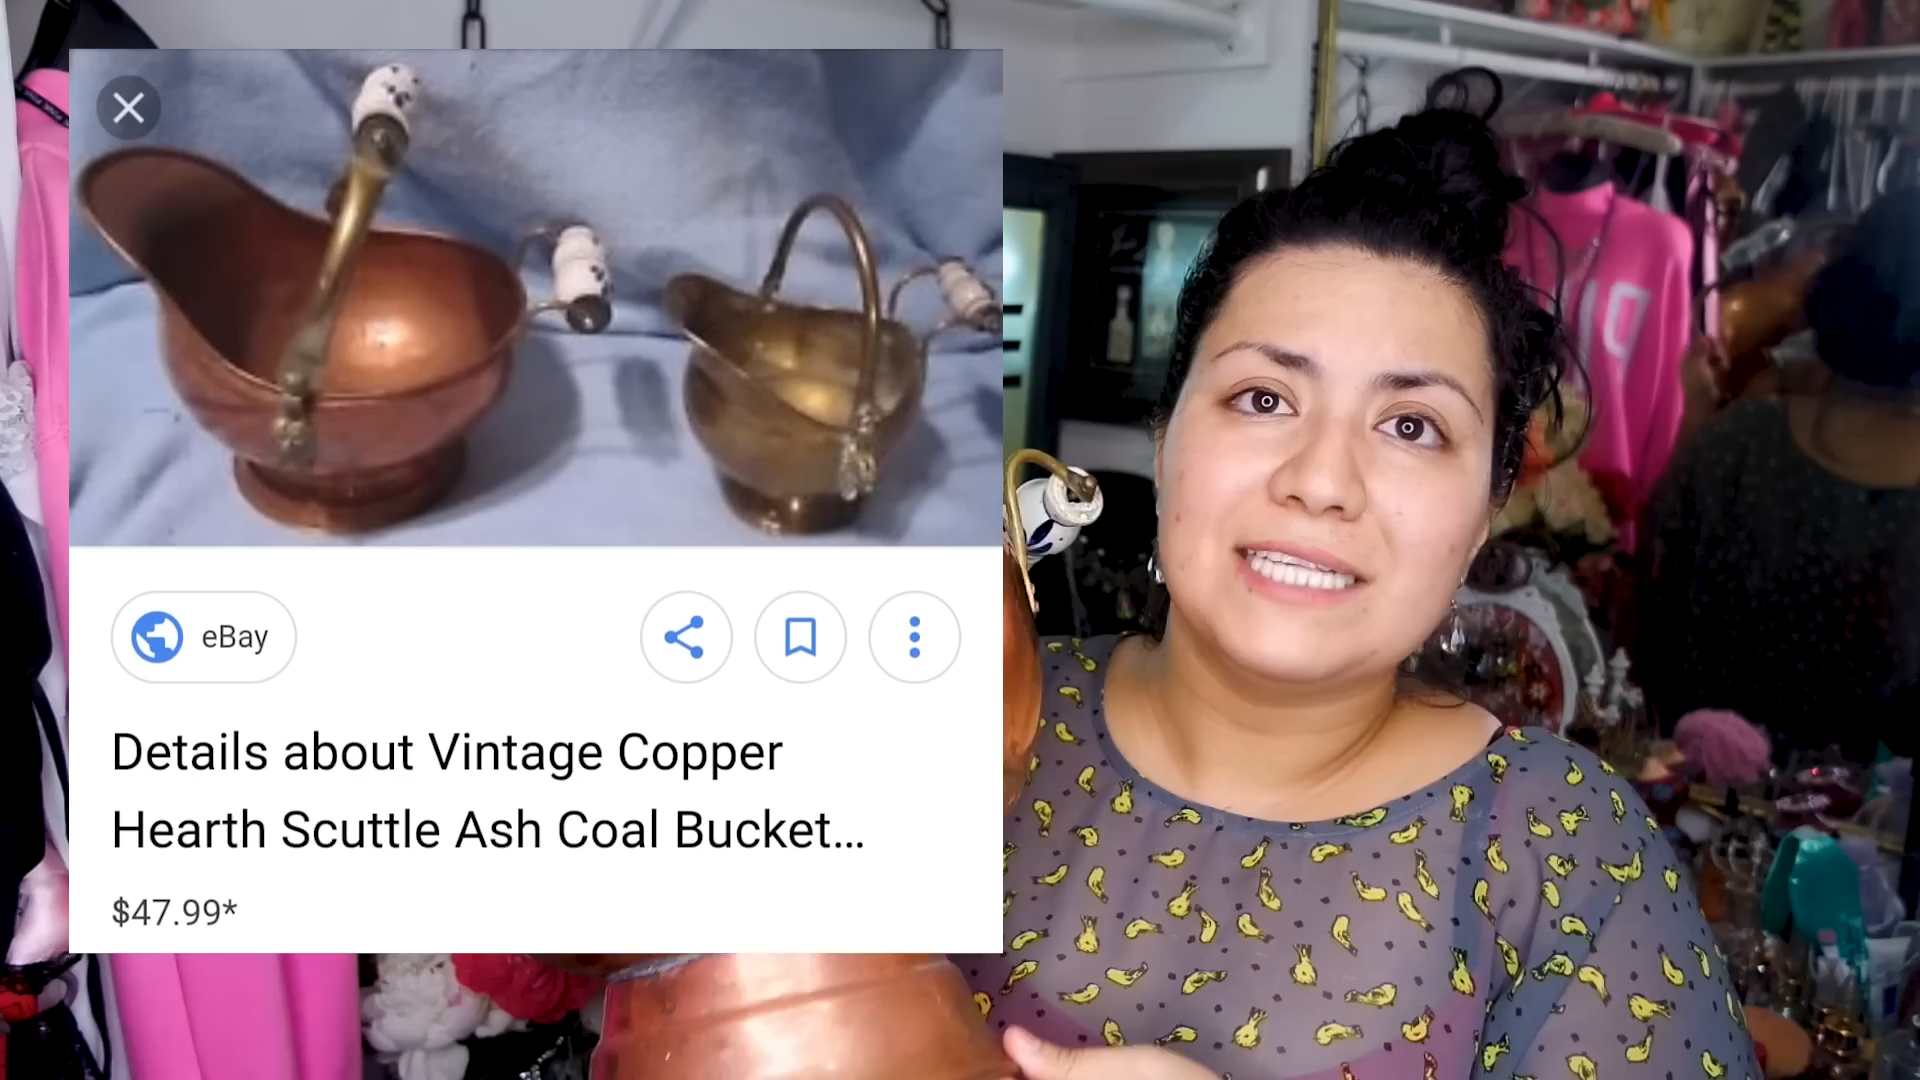 eBay
Details about Vintage Copper
Hearth Scuttle Ash Coal Bucket...
$47.99*